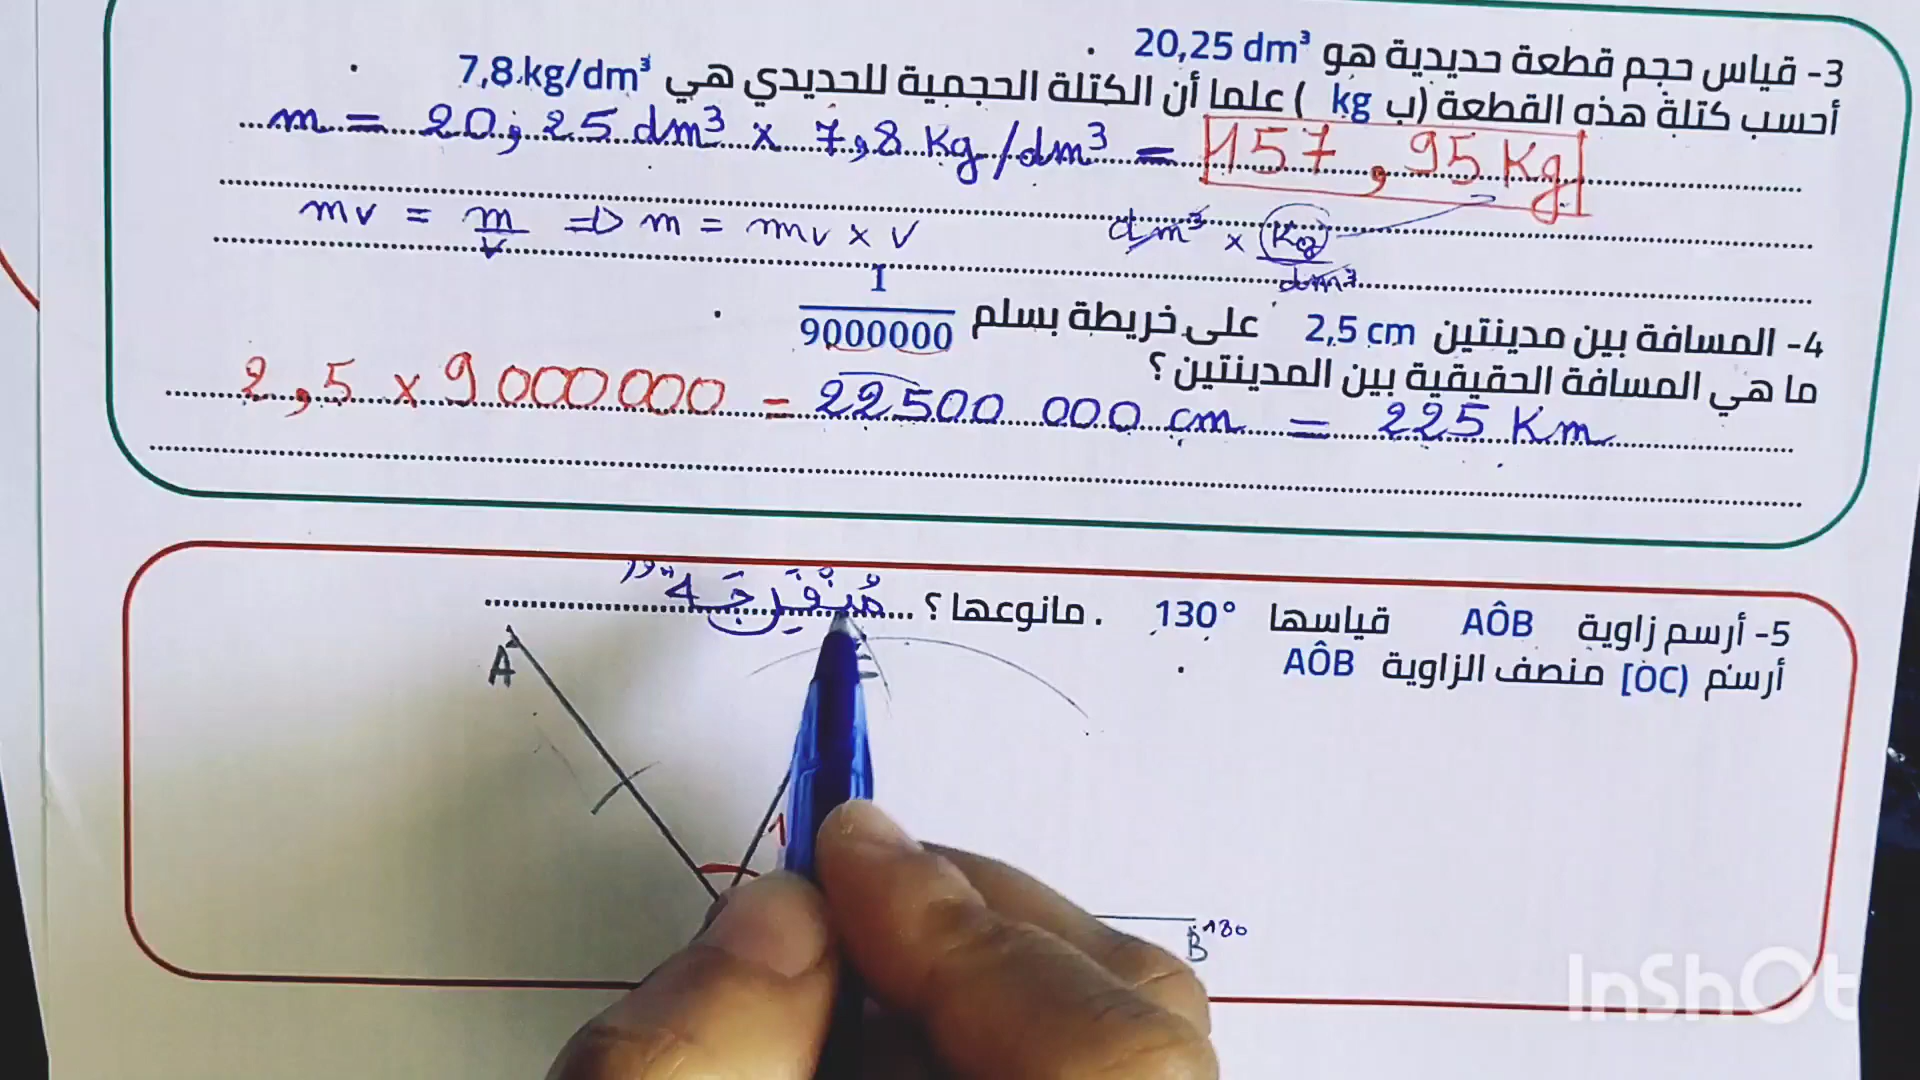 3- قياس حجم قطعة حديدية هو 20,25 dm³ .
أحسب كتلة هذه القطعة (ب kg ) علما أن الكتلة الحجمية للحديدي هي 7,8.kg/dm³ .
m = 20,25 dm³ x 7,8 Kg/dm³ = 157,95 Kg
mv = m/v => m = mv x v dm³ x Kg/dm³
4- المسافة بين مدينتين 2,5 cm على خريطة بسلم 1/9000000 .
ما هي المسافة الحقيقية بين المدينتين ؟
2,5 x 9 000 000 = 22500 000 cm = 225 Km
5- أرسم زاوية AÔB قياسها 130° . مانوعها ؟ مُنْفَرِجَة
أرسم [OC) منصف الزاوية AÔB .
A
1
B 130
InShOt